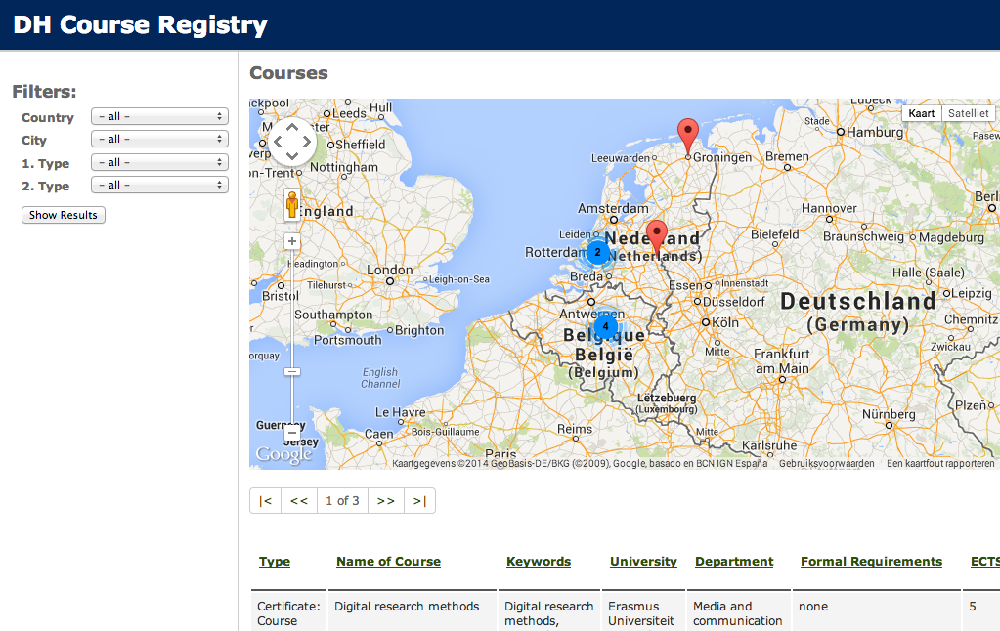 DH Course Registry
Filters:
Country
- all -
City
- all -
1. Type
- all -
2. Type
- all -
Show Results
Courses
Kaart
Satelliet
Leeds
Hull
Sheffield
Nottingham
England
Headington
Tilehurst
London
Leigh-on-Sea
Bristol
Southampton
Portsmouth
Brighton
English
Channel
Le Havre
Caen
Bois-Guillaume
Reims
Paris
Guernsey
Jersey
Google
Lübeck
Stade
Hamburg
Leeuwarden
Groningen
Bremen
Amsterdam
Leiden
Nederland
(Netherlands)
2
Breda
Hannover
Bielefeld
Braunschweig
Magdeburg
Halle (Saale)
Leipzig
Essen
Innenstadt
Düsseldorf
Deutschland
(Germany)
Antwerpen
4
Belgique
België
(Belgium)
Köln
Mitte
Chemnitz
Zwickau
Frankfurt
am Main
Lëtzebuerg
(Luxembourg)
Plzeň
Nürnberg
Mitte
Karlsruhe
Kaartgegevens ©2014 GeoBasis-DE/BKG (©2009), Google, basado en BCN IGN España
Gebruiksvoorwaarden
Een kaartfout rapporteren
|<
<<
1 of 3
>>
>|
Type
Name of Course
Keywords
University
Department
Formal Requirements
ECTS
Certificate:
Course
Digital research methods
Digital research
methods,
Erasmus
Universiteit
Media and
communication
none
5